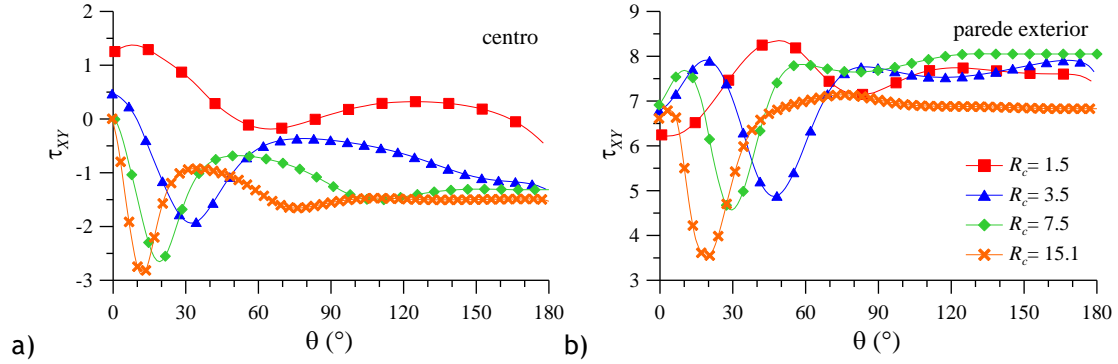 centro
2
1
0
-1
-2
-3
τXY
0 30 60 90 120 150 180
θ (°)
a)
parede exterior
9
8
7
6
5
4
3
τXY
Rc= 1.5
Rc= 3.5
Rc= 7.5
Rc= 15.1
0 30 60 90 120 150 180
θ (°)
b)